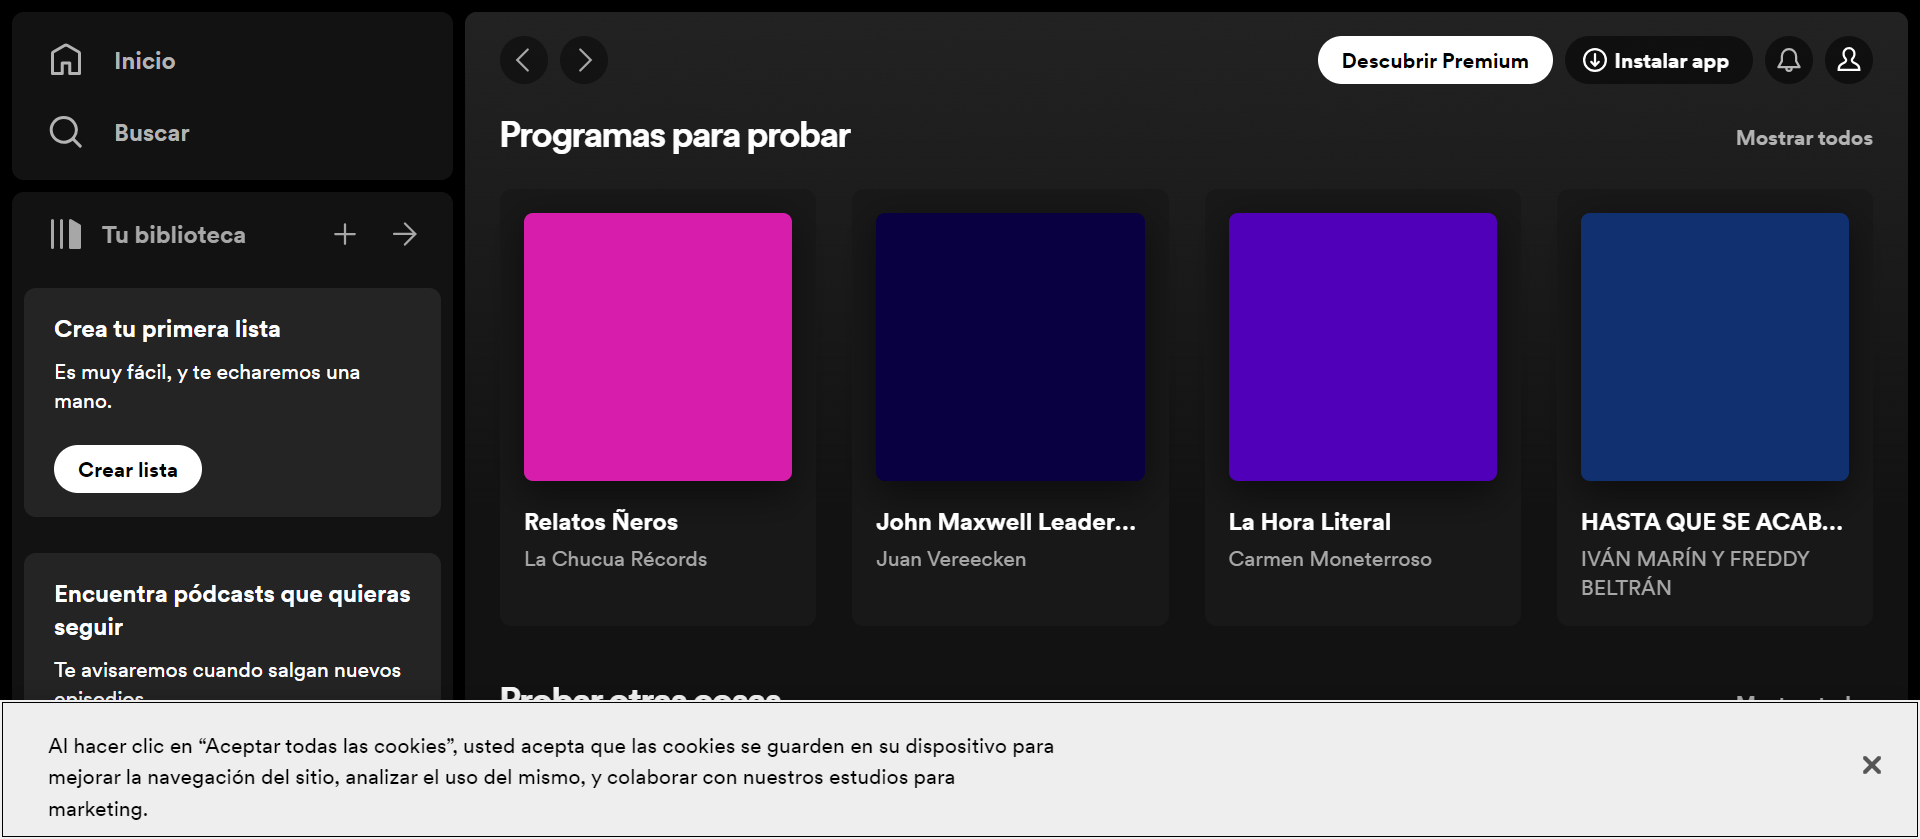 Inicio
Buscar
Tu biblioteca
Crea tu primera lista
Es muy fácil, y te echaremos una
mano.
Crear lista
Encuentra pódcasts que quieras
seguir
Te avisaremos cuando salgan nuevos
episodios
Descubrir Premium
Instalar app
Programas para probar
Mostrar todos
Relatos Ñeros
La Chucua Récords
John Maxwell Leader...
Juan Vereecken
La Hora Literal
Carmen Moneterroso
HASTA QUE SE ACAB...
IVÁN MARÍN Y FREDDY
BELTRÁN
Probar otras cosas
Al hacer clic en “Aceptar todas las cookies”, usted acepta que las cookies se guarden en su dispositivo para
mejorar la navegación del sitio, analizar el uso del mismo, y colaborar con nuestros estudios para
marketing.